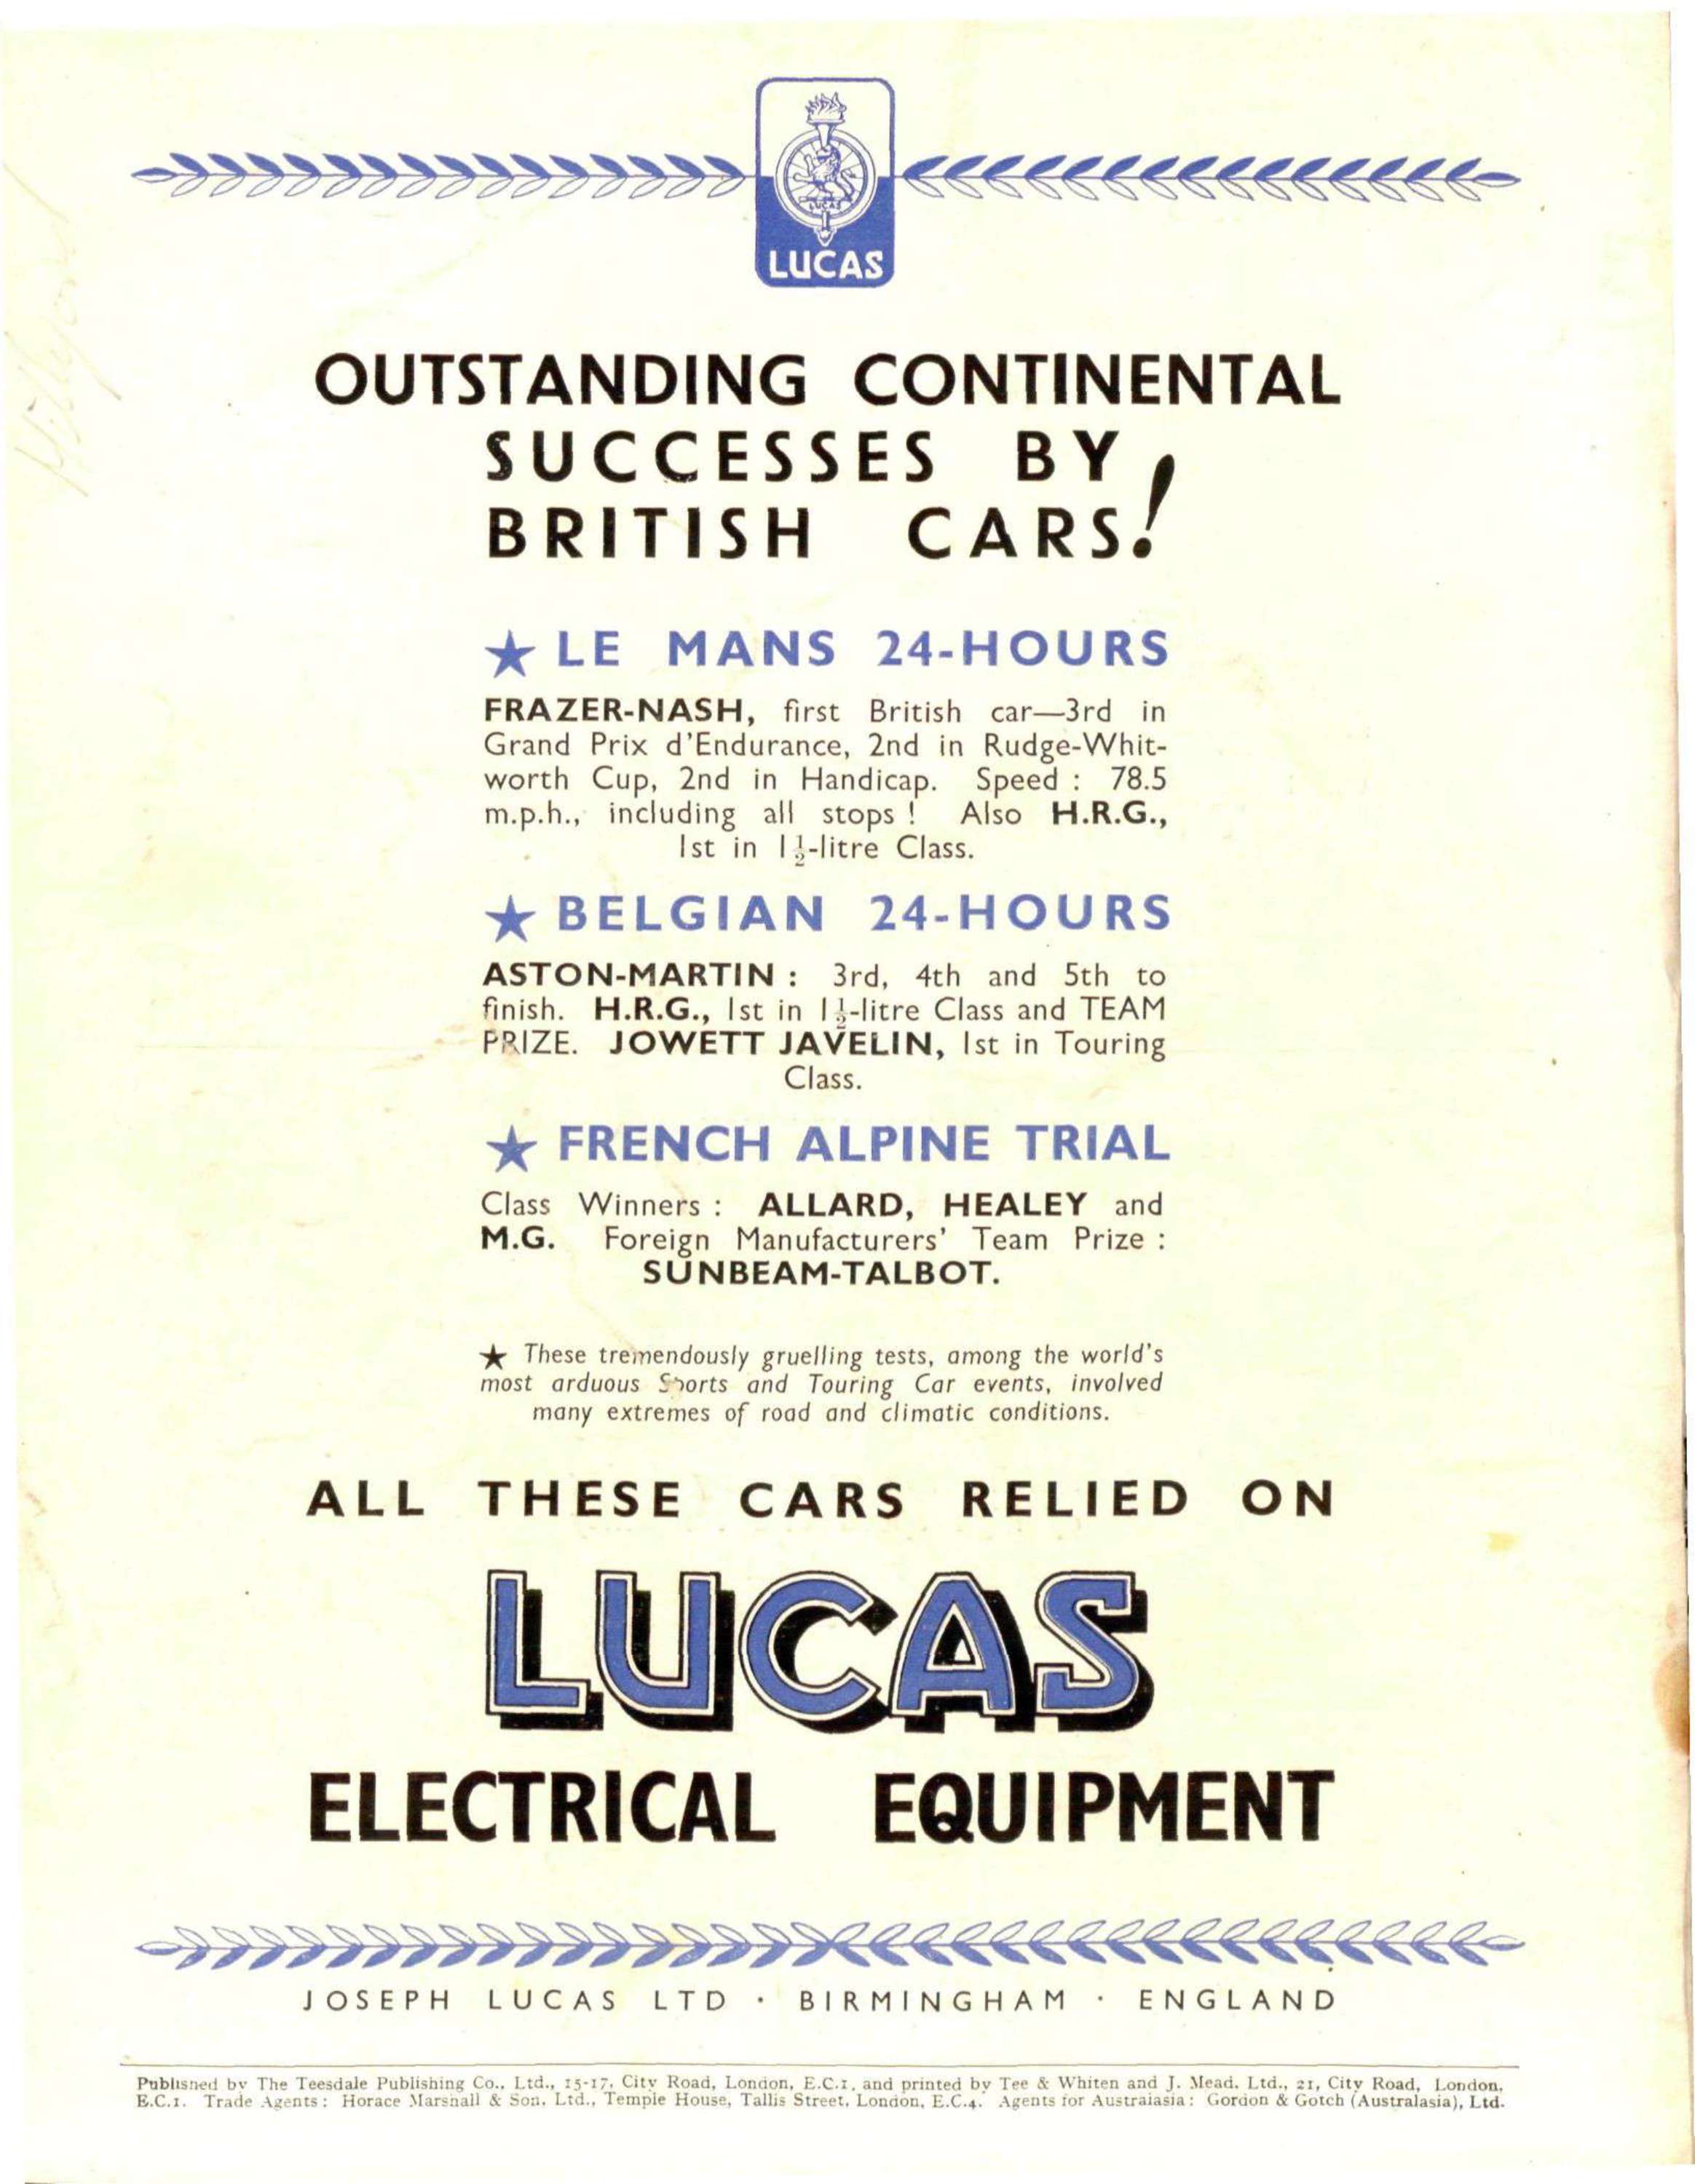 LUCAS
LUCAS
OUTSTANDING CONTINENTAL
SUCCESSES BY
BRITISH CARS!
★ LE MANS 24-HOURS
FRAZER-NASH, first British car—3rd in
Grand Prix d'Endurance, 2nd in Rudge-Whit-
worth Cup, 2nd in Handicap. Speed : 78.5
m.p.h., including all stops ! Also H.R.G.,
1st in 1½-litre Class.
★ BELGIAN 24-HOURS
ASTON-MARTIN : 3rd, 4th and 5th to
finish. H.R.G., 1st in 1½-litre Class and TEAM
PRIZE. JOWETT JAVELIN, 1st in Touring
Class.
★ FRENCH ALPINE TRIAL
Class Winners : ALLARD, HEALEY and
M.G. Foreign Manufacturers' Team Prize :
SUNBEAM-TALBOT.
★ These tremendously gruelling tests, among the world's
most arduous Sports and Touring Car events, involved
many extremes of road and climatic conditions.
ALL THESE CARS RELIED ON
LUCAS
ELECTRICAL EQUIPMENT
JOSEPH LUCAS LTD · BIRMINGHAM · ENGLAND
Published by The Teesdale Publishing Co., Ltd., 15-17, City Road, London, E.C.1, and printed by Tee & Whiten and J. Mead, Ltd., 21, City Road, London,
E.C.1. Trade Agents : Horace Marshall & Son, Ltd., Temple House, Tallis Street, London, E.C.4. Agents for Australasia : Gordon & Gotch (Australasia), Ltd.